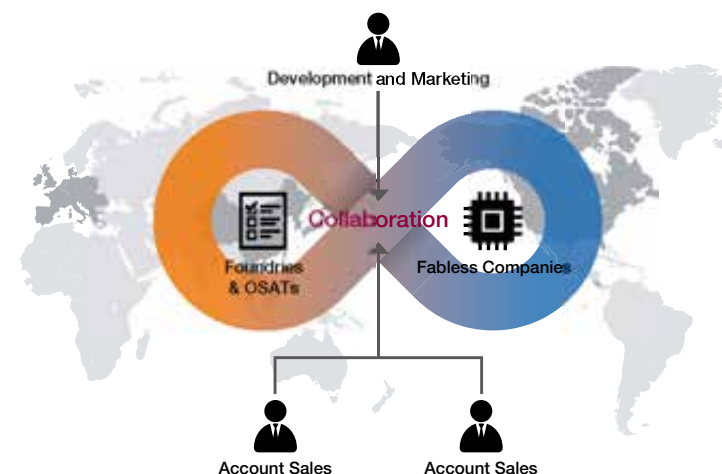 Development and Marketing
Collaboration
Foundries
& OSATs
Fabless Companies
Account Sales
Account Sales